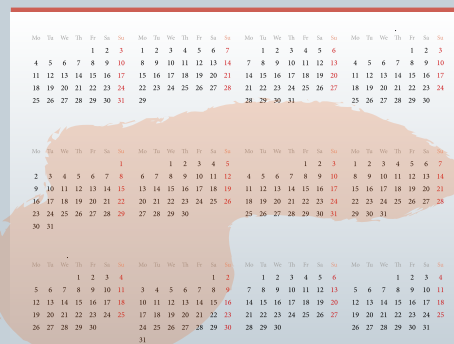 Mo Tu We Th Fr Sa Su
1 2 3
4 5 6 7 8 9 10
11 12 13 14 15 16 17
18 19 20 21 22 23 24
25 26 27 28 29 30 31
Mo Tu We Th Fr Sa Su
1 2 3 4 5 6 7
8 9 10 11 12 13 14
15 16 17 18 19 20 21
22 23 24 25 26 27 28
29
Mo Tu We Th Fr Sa Su
1 2 3 4 5 6
7 8 9 10 11 12 13
14 15 16 17 18 19 20
21 22 23 24 25 26 27
28 29 30 31
Mo Tu We Th Fr Sa Su
1 2 3
4 5 6 7 8 9 10
11 12 13 14 15 16 17
18 19 20 21 22 23 24
25 26 27 28 29 30
Mo Tu We Th Fr Sa Su
1
2 3 4 5 6 7 8
9 10 11 12 13 14 15
16 17 18 19 20 21 22
23 24 25 26 27 28 29
30 31
Mo Tu We Th Fr Sa Su
1 2 3 4 5
6 7 8 9 10 11 12
13 14 15 16 17 18 19
20 21 22 23 24 25 26
27 28 29 30
Mo Tu We Th Fr Sa Su
1 2 3
4 5 6 7 8 9 10
11 12 13 14 15 16 17
18 19 20 21 22 23 24
25 26 27 28 29 30 31
Mo Tu We Th Fr Sa Su
1 2 3 4 5 6 7
8 9 10 11 12 13 14
15 16 17 18 19 20 21
22 23 24 25 26 27 28
29 30 31
Mo Tu We Th Fr Sa Su
1 2 3 4
5 6 7 8 9 10 11
12 13 14 15 16 17 18
19 20 21 22 23 24 25
26 27 28 29 30
Mo Tu We Th Fr Sa Su
1 2
3 4 5 6 7 8 9
10 11 12 13 14 15 16
17 18 19 20 21 22 23
24 25 26 27 28 29 30
31
Mo Tu We Th Fr Sa Su
1 2 3 4 5 6
7 8 9 10 11 12 13
14 15 16 17 18 19 20
21 22 23 24 25 26 27
28 29 30
Mo Tu We Th Fr Sa Su
1 2 3 4
5 6 7 8 9 10 11
12 13 14 15 16 17 18
19 20 21 22 23 24 25
26 27 28 29 30 31